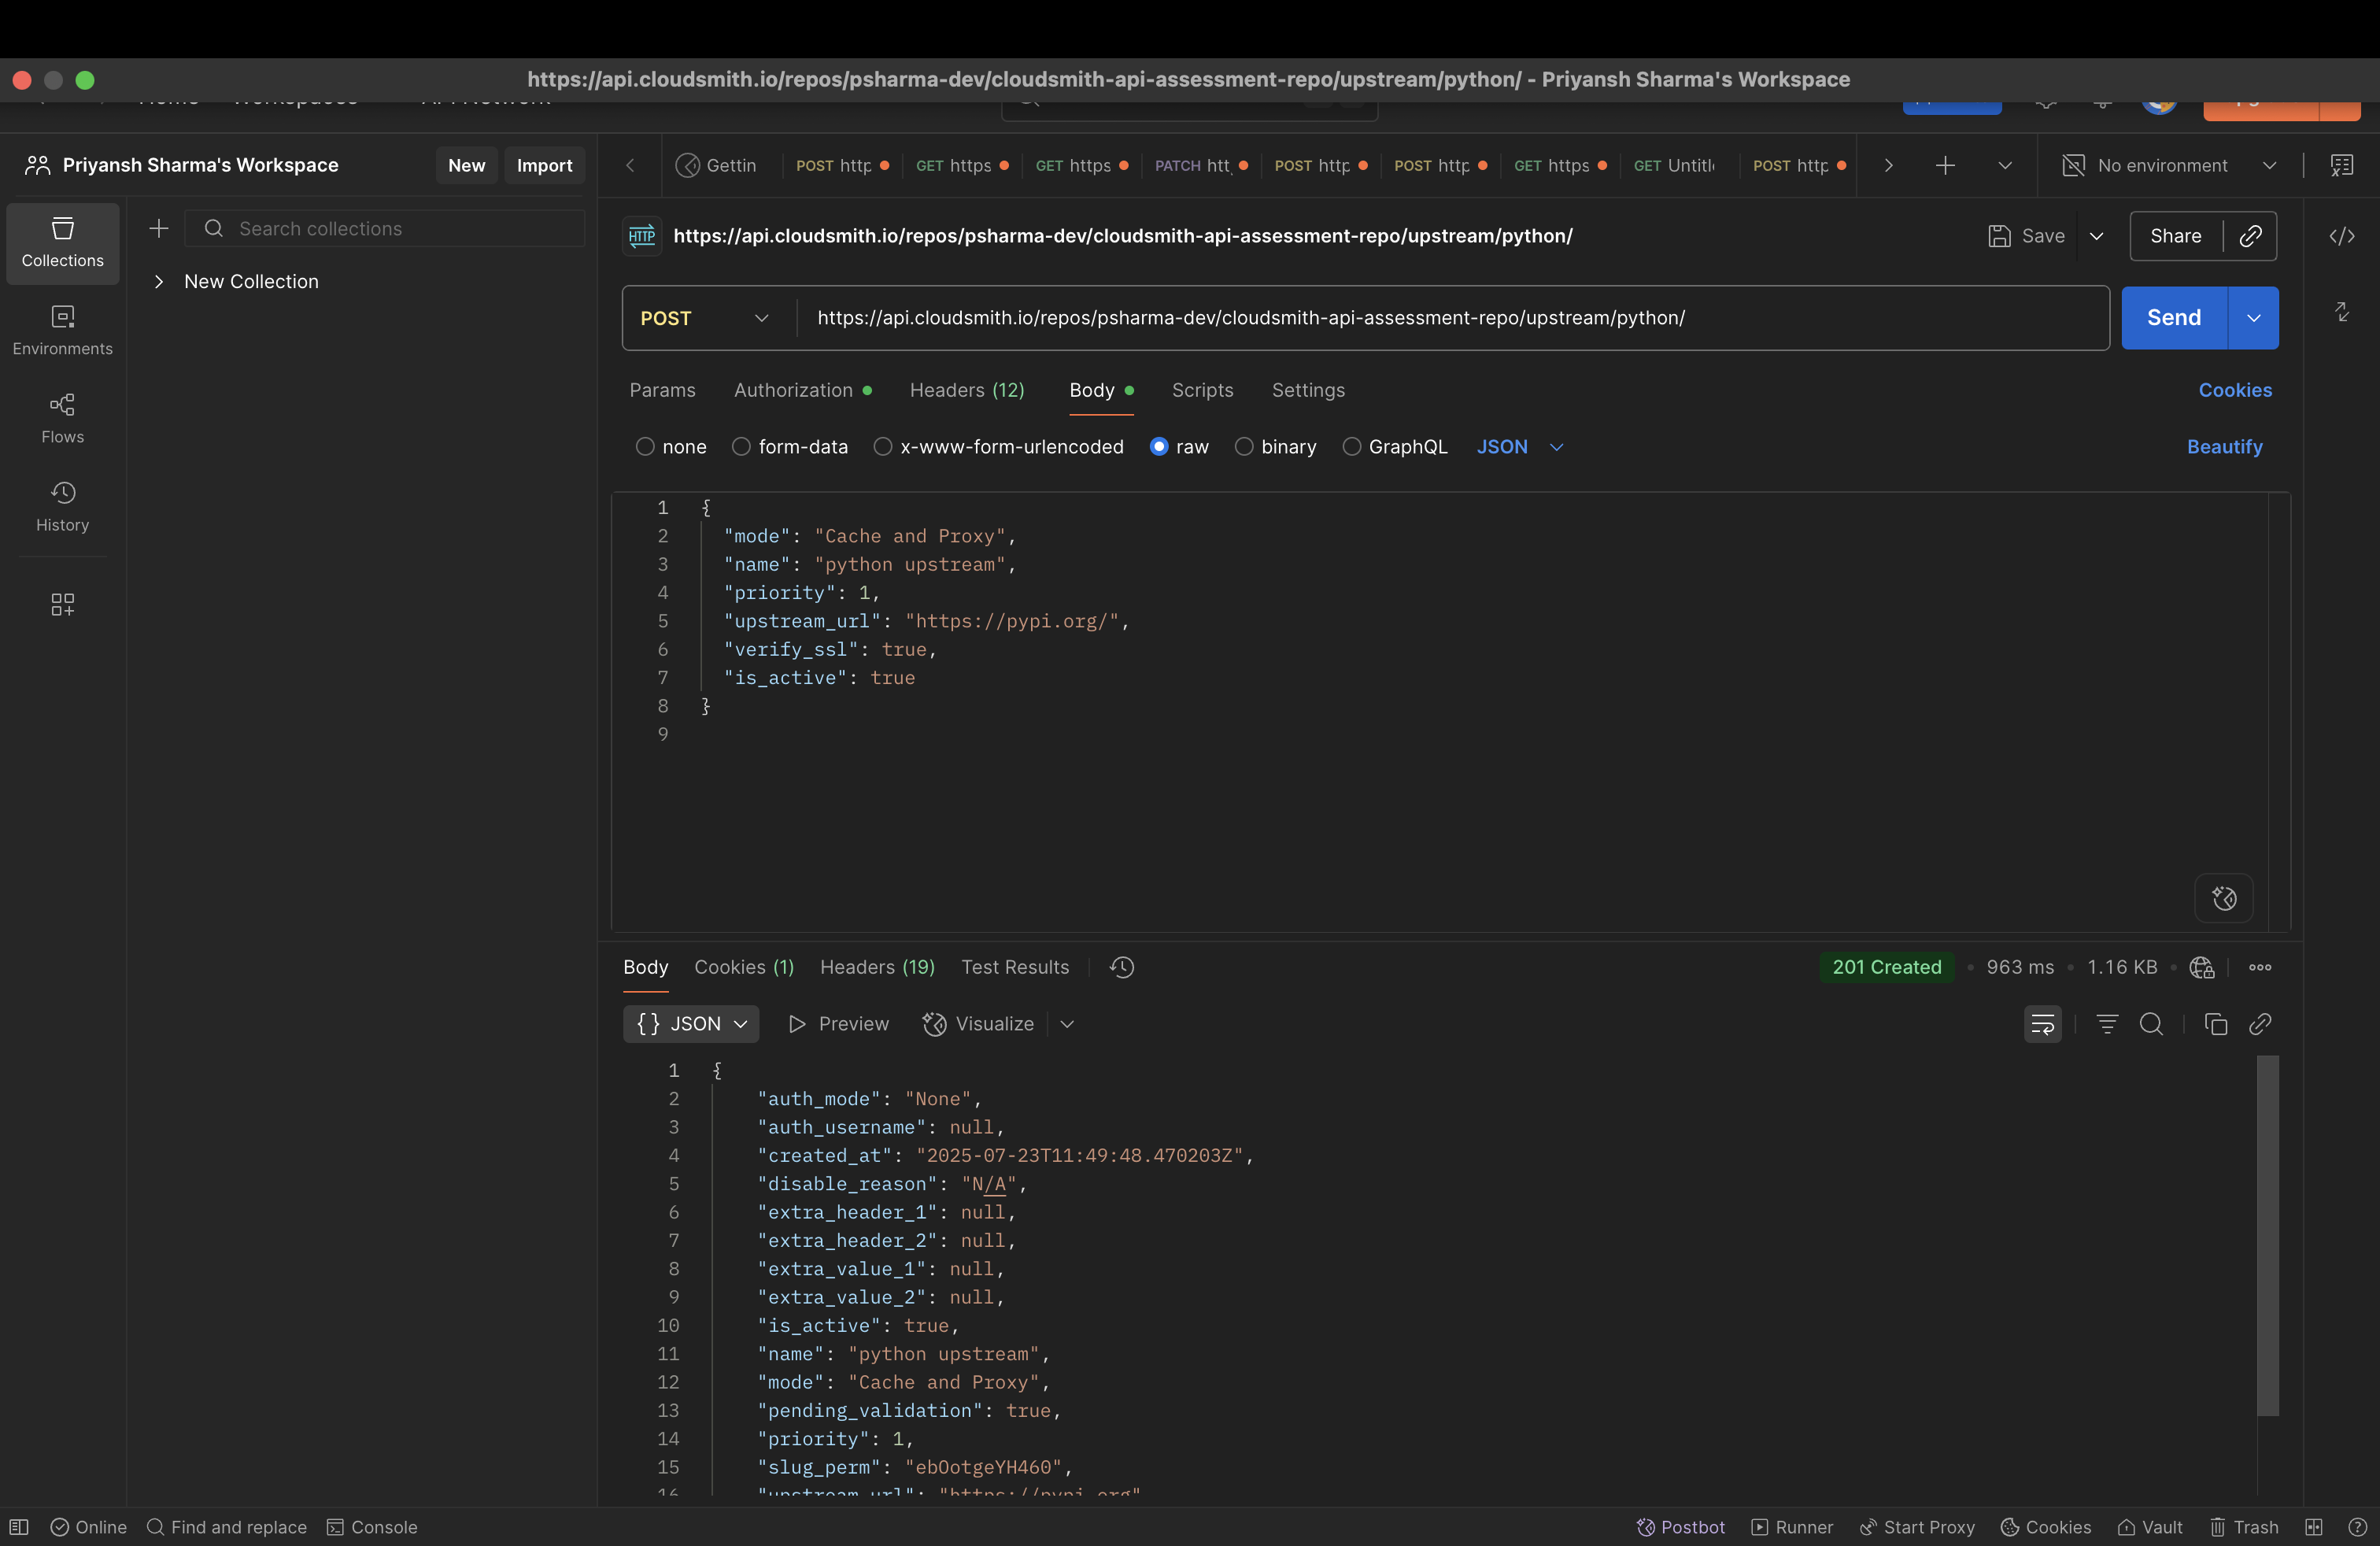 https://api.cloudsmith.io/repos/psharma-dev/cloudsmith-api-assessment-repo/upstream/python/ - Priyansh Sharma's Workspace
Home Workspaces API Network
Priyansh Sharma's Workspace New Import
Gettin POST http GET https GET https PATCH htt POST http POST http GET https GET Untitl POST http No environment
Collections
Search collections
New Collection
Environments
Flows
History
HTTP https://api.cloudsmith.io/repos/psharma-dev/cloudsmith-api-assessment-repo/upstream/python/ Save Share
POST https://api.cloudsmith.io/repos/psharma-dev/cloudsmith-api-assessment-repo/upstream/python/ Send
Params Authorization Headers (12) Body Scripts Settings Cookies
none form-data x-www-form-urlencoded raw binary GraphQL JSON Beautify
1 {
2 "mode": "Cache and Proxy",
3 "name": "python upstream",
4 "priority": 1,
5 "upstream_url": "https://pypi.org/",
6 "verify_ssl": true,
7 "is_active": true
8 }
9
Body Cookies (1) Headers (19) Test Results 201 Created 963 ms 1.16 KB
{} JSON Preview Visualize
1 {
2 "auth_mode": "None",
3 "auth_username": null,
4 "created_at": "2025-07-23T11:49:48.470203Z",
5 "disable_reason": "N/A",
6 "extra_header_1": null,
7 "extra_header_2": null,
8 "extra_value_1": null,
9 "extra_value_2": null,
10 "is_active": true,
11 "name": "python upstream",
12 "mode": "Cache and Proxy",
13 "pending_validation": true,
14 "priority": 1,
15 "slug_perm": "ebOotgeYH460",
16 "upstream_url": "https://pypi.org"
Online Find and replace Console Postbot Runner Start Proxy Cookies Vault Trash